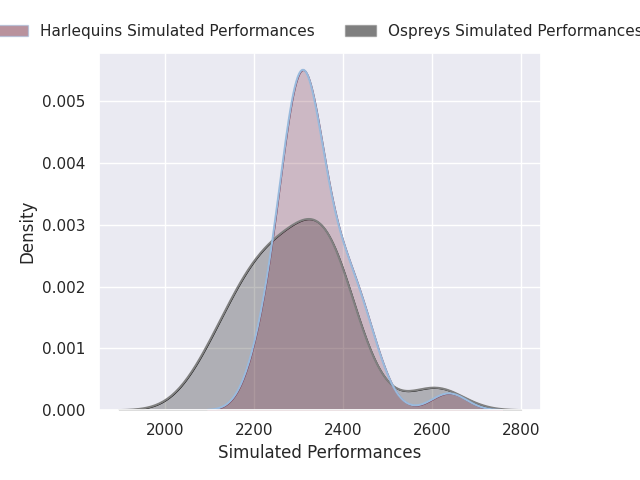 Harlequins Simulated Performances Ospreys Simulated Performances
0.005
0.004
0.003
0.002
0.001
0.000
Density
2000 2200 2400 2600 2800
Simulated Performances